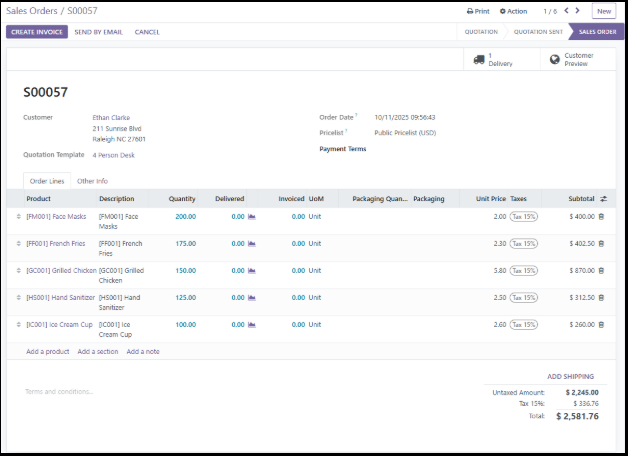 Sales Orders / S00057
Print Action 1 / 6 New
CREATE INVOICE SEND BY EMAIL CANCEL QUOTATION QUOTATION SENT SALES ORDER
1 Delivery
Customer Preview
S00057
Customer Ethan Clarke
211 Sunrise Blvd
Raleigh NC 27601
Quotation Template 4 Person Desk
Order Date ? 10/11/2025 09:56:43
Pricelist ? Public Pricelist (USD)
Payment Terms
Order Lines Other Info
Product Description Quantity Delivered Invoiced UoM Packaging Quan... Packaging Unit Price Taxes Subtotal
[FM001] Face Masks [FM001] Face Masks 200.00 0.00 0.00 Unit 2.00 Tax 15% $ 400.00
[FF001] French Fries [FF001] French Fries 175.00 0.00 0.00 Unit 2.30 Tax 15% $ 402.50
[GC001] Grilled Chicken [GC001] Grilled Chicken 150.00 0.00 0.00 Unit 5.80 Tax 15% $ 870.00
[HS001] Hand Sanitizer [HS001] Hand Sanitizer 125.00 0.00 0.00 Unit 2.50 Tax 15% $ 312.50
[IC001] Ice Cream Cup [IC001] Ice Cream Cup 100.00 0.00 0.00 Unit 2.60 Tax 15% $ 260.00
Add a product Add a section Add a note
Terms and conditions...
ADD SHIPPING
Untaxed Amount: $ 2,245.00
Tax 15%: $ 336.76
Total: $ 2,581.76